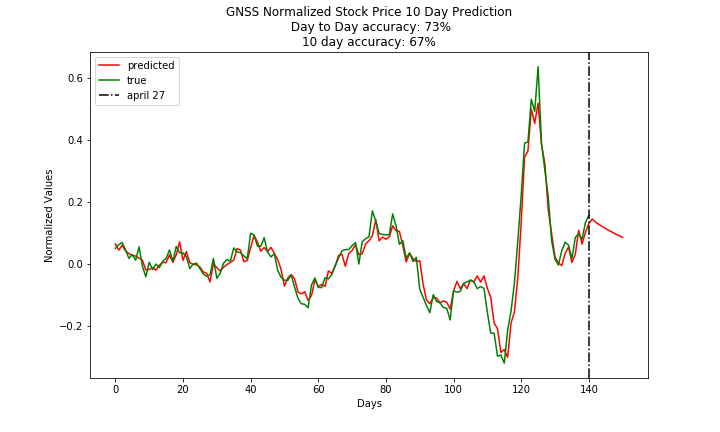 GNSS Normalized Stock Price 10 Day Prediction
Day to Day accuracy: 73%
10 day accuracy: 67%
predicted
true
april 27
0.6
0.4
0.2
0.0
−0.2
Normalized Values
0 20 40 60 80 100 120 140
Days